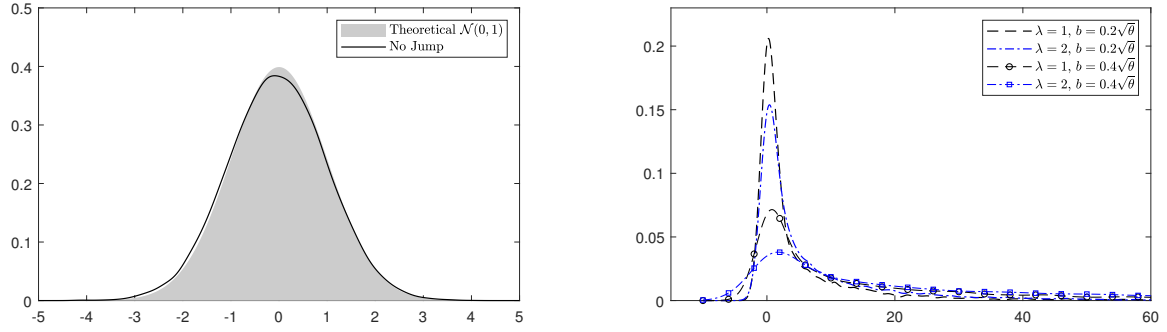 0.5
0.4
0.3
0.2
0.1
0
-5 -4 -3 -2 -1 0 1 2 3 4 5
Theoretical 𝒩(0, 1)
No Jump
0.2
0.15
0.1
0.05
0
0 20 40 60
λ = 1, b = 0.2√θ
λ = 2, b = 0.2√θ
λ = 1, b = 0.4√θ
λ = 2, b = 0.4√θ